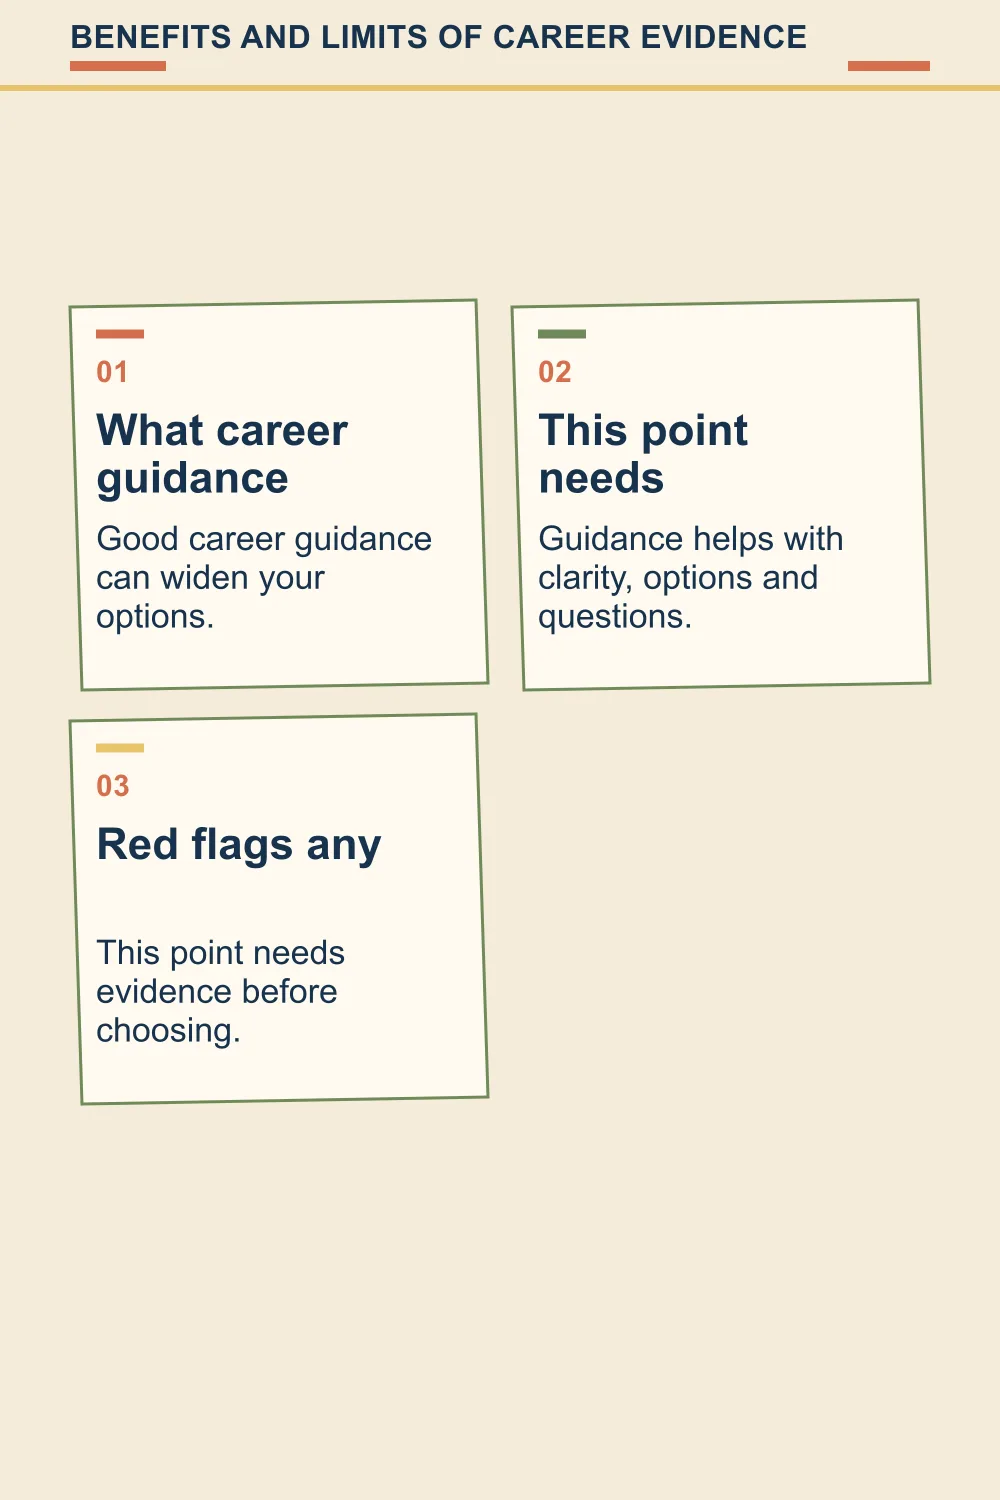 BENEFITS AND LIMITS OF CAREER EVIDENCE
01
What career
guidance
Good career guidance
can widen your
options.
02
This point
needs
Guidance helps with
clarity, options and
questions.
03
Red flags any
This point needs
evidence before
choosing.